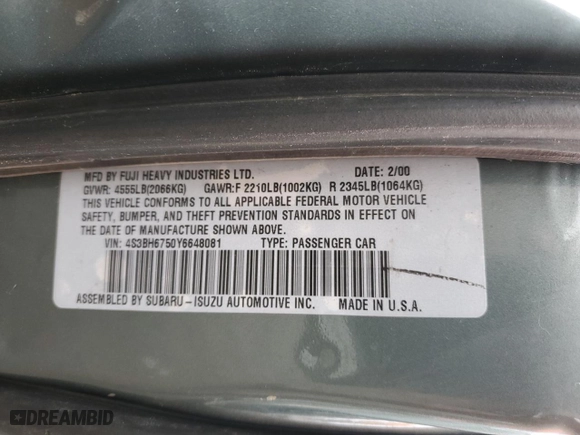 MFD BY FUJI HEAVY INDUSTRIES LTD. DATE: 2/00
GVWR: 4555LB(2066KG) GAWR:F 2210LB(1002KG) R 2345LB(1064KG)
THIS VEHICLE CONFORMS TO ALL APPLICABLE FEDERAL MOTOR VEHICLE
SAFETY, BUMPER, AND THEFT PREVENTION STANDARDS IN EFFECT ON
THE DATE OF MANUFACTURE SHOWN ABOVE.
VIN: 4S3BH6750Y6648081 TYPE: PASSENGER CAR
ASSEMBLED BY SUBARU-ISUZU AUTOMOTIVE INC. MADE IN U.S.A.
DREAMBID